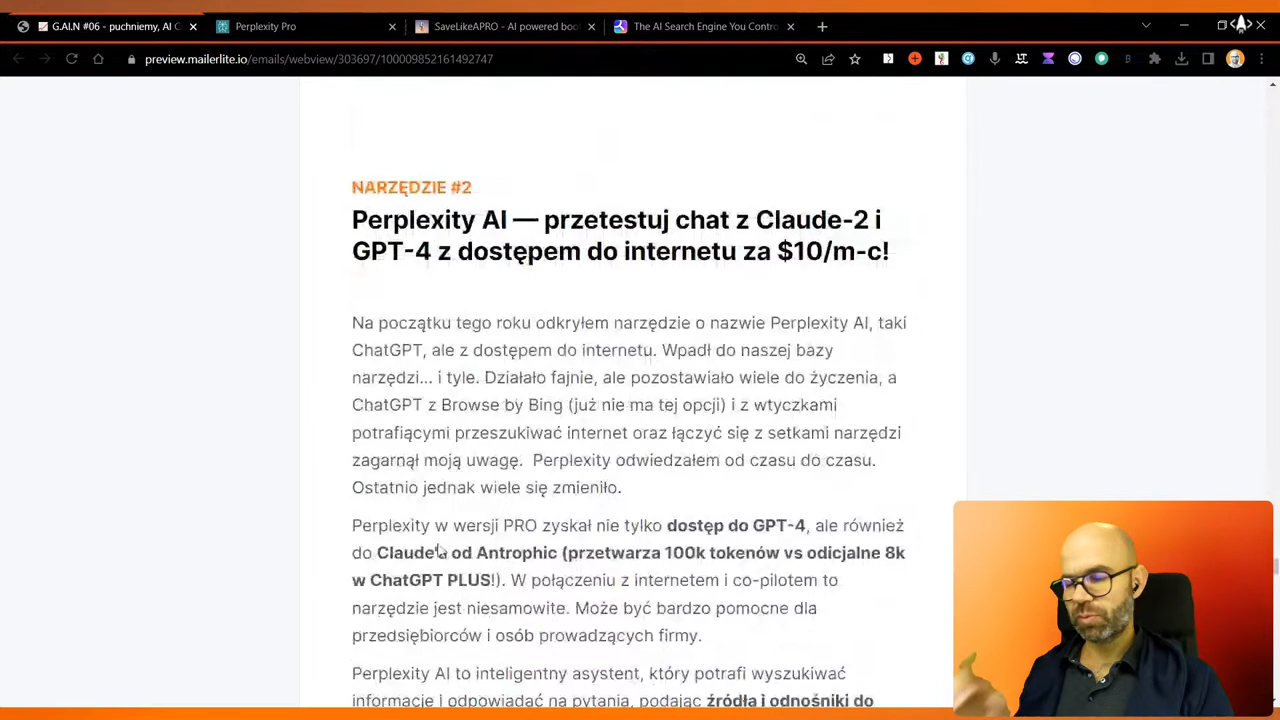 G.ALN #06 - puchniemy, AI C
Perplexity Pro
SaveLikeAPRO - AI powered boo
The AI Search Engine You Contro
preview.mailerlite.io/emails/webview/303697/100009852161492747
NARZĘDZIE #2
Perplexity AI — przetestuj chat z Claude-2 i
GPT-4 z dostępem do internetu za $10/m-c!
Na początku tego roku odkryłem narzędzie o nazwie Perplexity AI, taki
ChatGPT, ale z dostępem do internetu. Wpadł do naszej bazy
narzędzi... i tyle. Działało fajnie, ale pozostawiało wiele do życzenia, a
ChatGPT z Browse by Bing (już nie ma tej opcji) i z wtyczkami
potrafiącymi przeszukiwać internet oraz łączyć się z setkami narzędzi
zagarnął moją uwagę. Perplexity odwiedzałem od czasu do czasu.
Ostatnio jednak wiele się zmieniło.
Perplexity w wersji PRO zyskał nie tylko dostęp do GPT-4, ale również
do Claude'a od Antrophic (przetwarza 100k tokenów vs odicjalne 8k
w ChatGPT PLUS!). W połączeniu z internetem i co-pilotem to
narzędzie jest niesamowite. Może być bardzo pomocne dla
przedsiębiorców i osób prowadzących firmy.
Perplexity AI to inteligentny asystent, który potrafi wyszukiwać
informacje i odpowiadać na pytania, podając źródła i odnośniki do